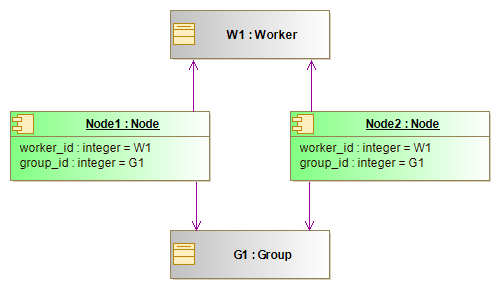 W1 : Worker
Node1 : Node
worker_id : integer = W1
group_id : integer = G1
Node2 : Node
worker_id : integer = W1
group_id : integer = G1
G1 : Group